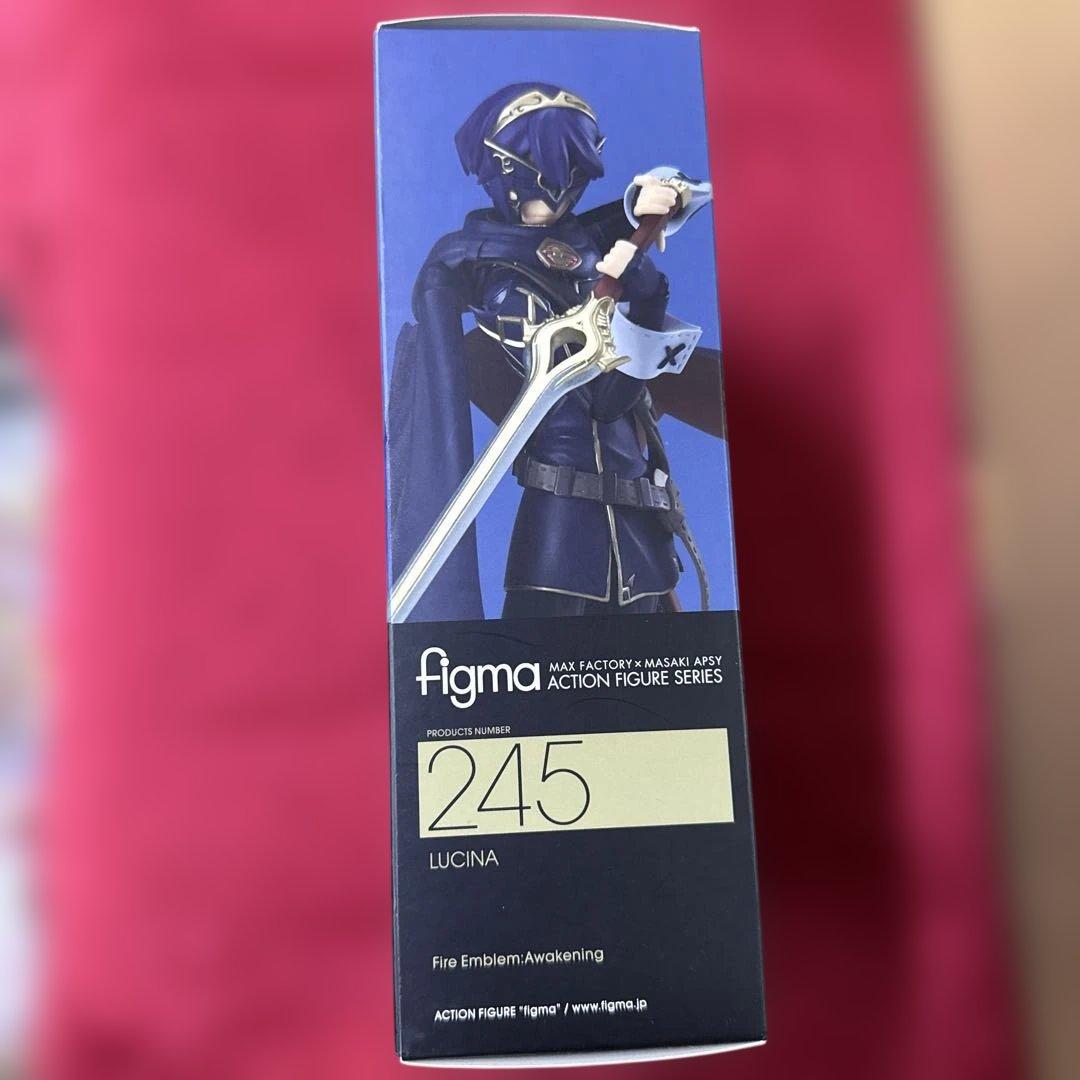 figma MAX FACTORY × MASAKI APSY
ACTION FIGURE SERIES
PRODUCTS NUMBER
245
LUCINA
Fire Emblem:Awakening
ACTION FIGURE "figma" / www.figma.jp